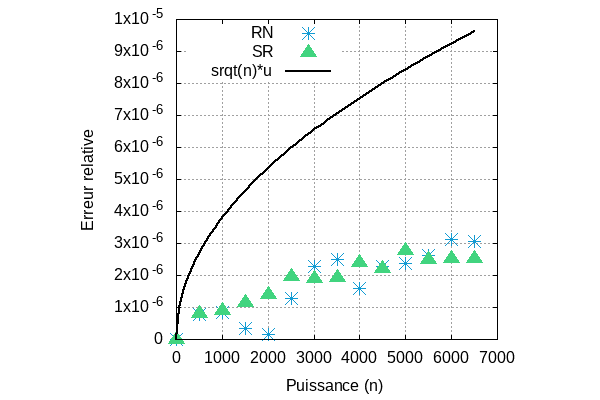 1x10 -5
9x10 -6
8x10 -6
7x10 -6
6x10 -6
5x10 -6
4x10 -6
3x10 -6
2x10 -6
1x10 -6
0
RN
SR
srqt(n)*u
Erreur relative
0 1000 2000 3000 4000 5000 6000 7000
Puissance (n)